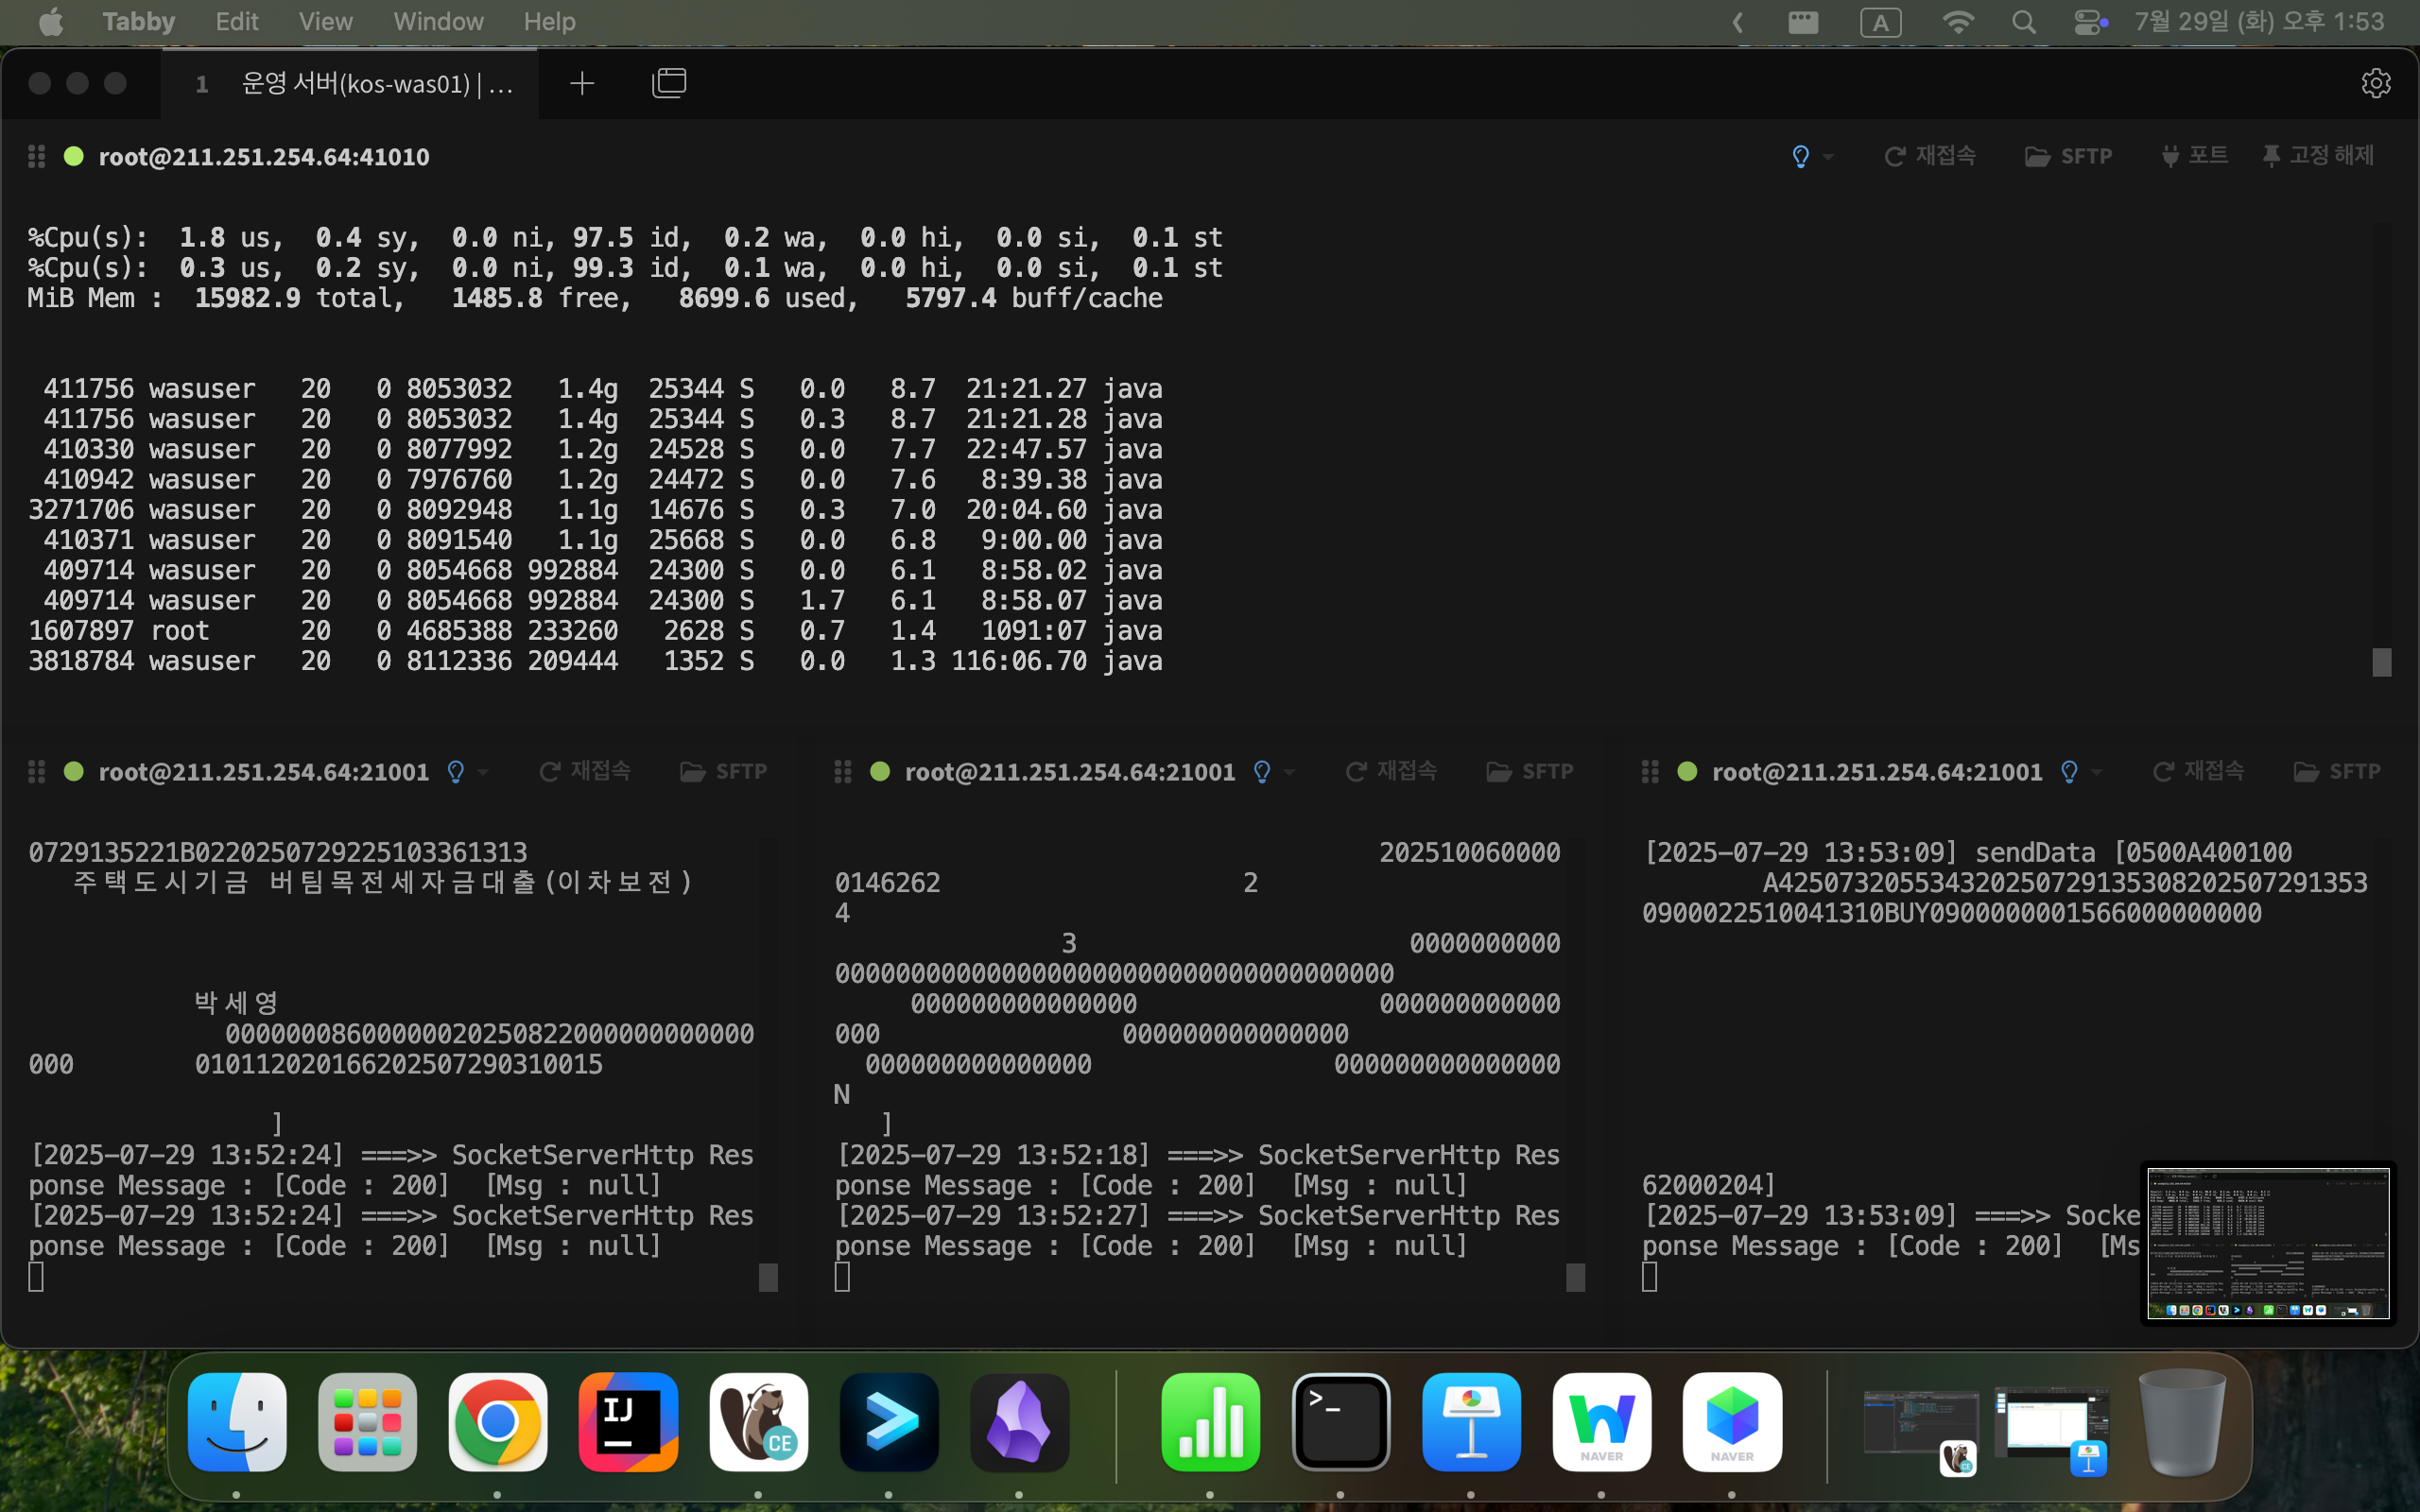 Tabby Edit View Window Help A 7월 29일 (화) 오후 1:53
1 운영 서버(kos-was01) | …
root@211.251.254.64:41010 재접속 SFTP 포트 고정 해제
%Cpu(s):  1.8 us,  0.4 sy,  0.0 ni, 97.5 id,  0.2 wa,  0.0 hi,  0.0 si,  0.1 st
%Cpu(s):  0.3 us,  0.2 sy,  0.0 ni, 99.3 id,  0.1 wa,  0.0 hi,  0.0 si,  0.1 st
MiB Mem :  15982.9 total,   1485.8 free,   8699.6 used,   5797.4 buff/cache
411756 wasuser   20   0 8053032   1.4g  25344 S   0.0   8.7  21:21.27 java
411756 wasuser   20   0 8053032   1.4g  25344 S   0.3   8.7  21:21.28 java
410330 wasuser   20   0 8077992   1.2g  24528 S   0.0   7.7  22:47.57 java
410942 wasuser   20   0 7976760   1.2g  24472 S   0.0   7.6   8:39.38 java
3271706 wasuser   20   0 8092948   1.1g  14676 S   0.3   7.0  20:04.60 java
410371 wasuser   20   0 8091540   1.1g  25668 S   0.0   6.8   9:00.00 java
409714 wasuser   20   0 8054668 992884  24300 S   0.0   6.1   8:58.02 java
409714 wasuser   20   0 8054668 992884  24300 S   1.7   6.1   8:58.07 java
1607897 root      20   0 4685388 233260   2628 S   0.7   1.4   1091:07 java
3818784 wasuser   20   0 8112336 209444   1352 S   0.0   1.3 116:06.70 java
root@211.251.254.64:21001 재접속 SFTP
0729135221B0220250729225103361313
주택도시기금 버팀목전세자금대출(이차보전)
박세영
00000008600000020250822000000000000
000        010112020166202507290310015
]
[2025-07-29 13:52:24] ===>> SocketServerHttp Res
ponse Message : [Code : 200]  [Msg : null]
[2025-07-29 13:52:24] ===>> SocketServerHttp Res
ponse Message : [Code : 200]  [Msg : null]
root@211.251.254.64:21001 재접속 SFTP
202510060000
0146262                    2
4
3                      0000000000
0000000000000000000000000000000000000
000000000000000                000000000000
000                000000000000000
000000000000000                000000000000000
N
]
[2025-07-29 13:52:18] ===>> SocketServerHttp Res
ponse Message : [Code : 200]  [Msg : null]
[2025-07-29 13:52:27] ===>> SocketServerHttp Res
ponse Message : [Code : 200]  [Msg : null]
root@211.251.254.64:21001 재접속 SFTP
[2025-07-29 13:53:09] sendData [0500A400100
A425073205534320250729135308202507291353
09000225100413​10BUY0900000001566000000000
62000204]
[2025-07-29 13:53:09] ===>> Socke
ponse Message : [Code : 200]  [Ms
IJ
CE
>_
NAVER
NAVER